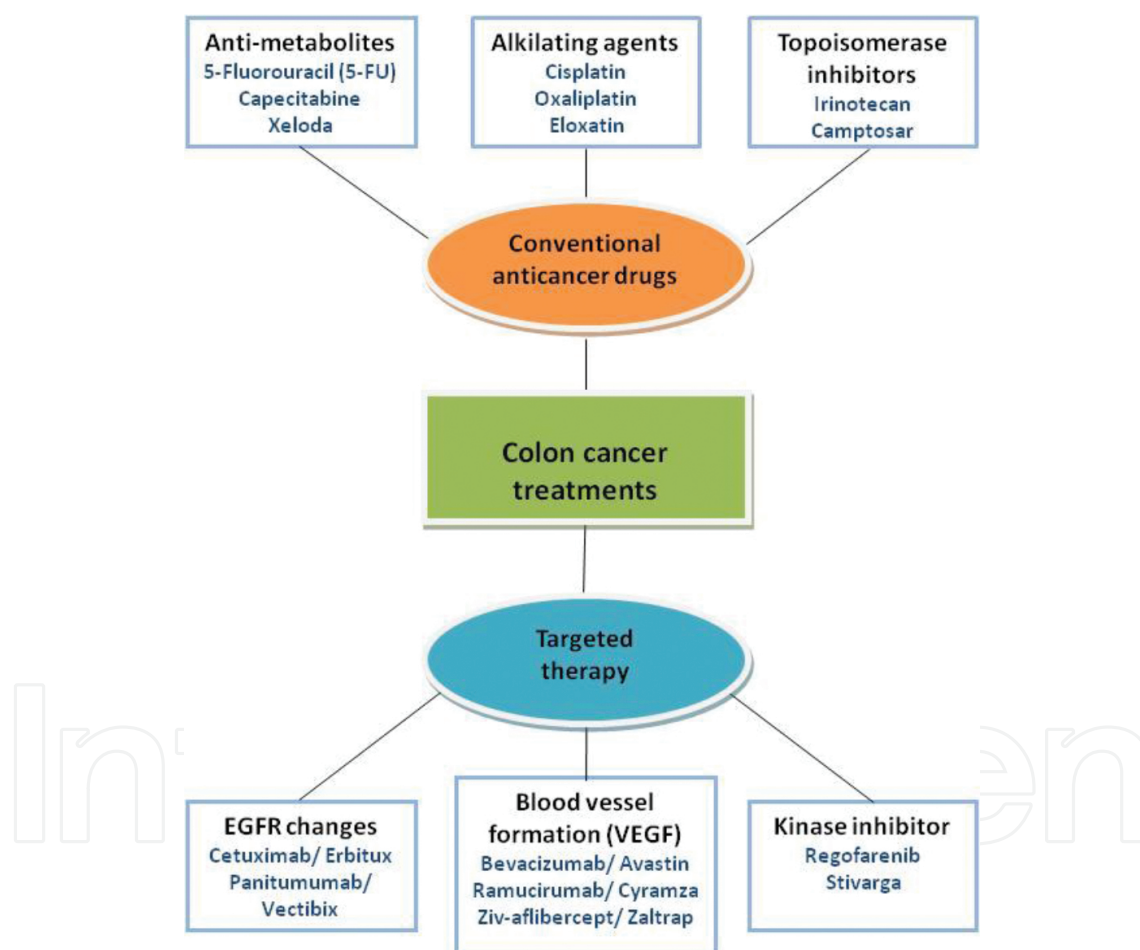 Anti-metabolites
5-Fluorouracil (5-FU)
Capecitabine
Xeloda
Alkilating agents
Cisplatin
Oxaliplatin
Eloxatin
Topoisomerase
inhibitors
Irinotecan
Camptosar
Conventional
anticancer drugs
Colon cancer
treatments
Targeted
therapy
EGFR changes
Cetuximab/ Erbitux
Panitumumab/
Vectibix
Blood vessel
formation (VEGF)
Bevacizumab/ Avastin
Ramucirumab/ Cyramza
Ziv-aflibercept/ Zaltrap
Kinase inhibitor
Regofarenib
Stivarga